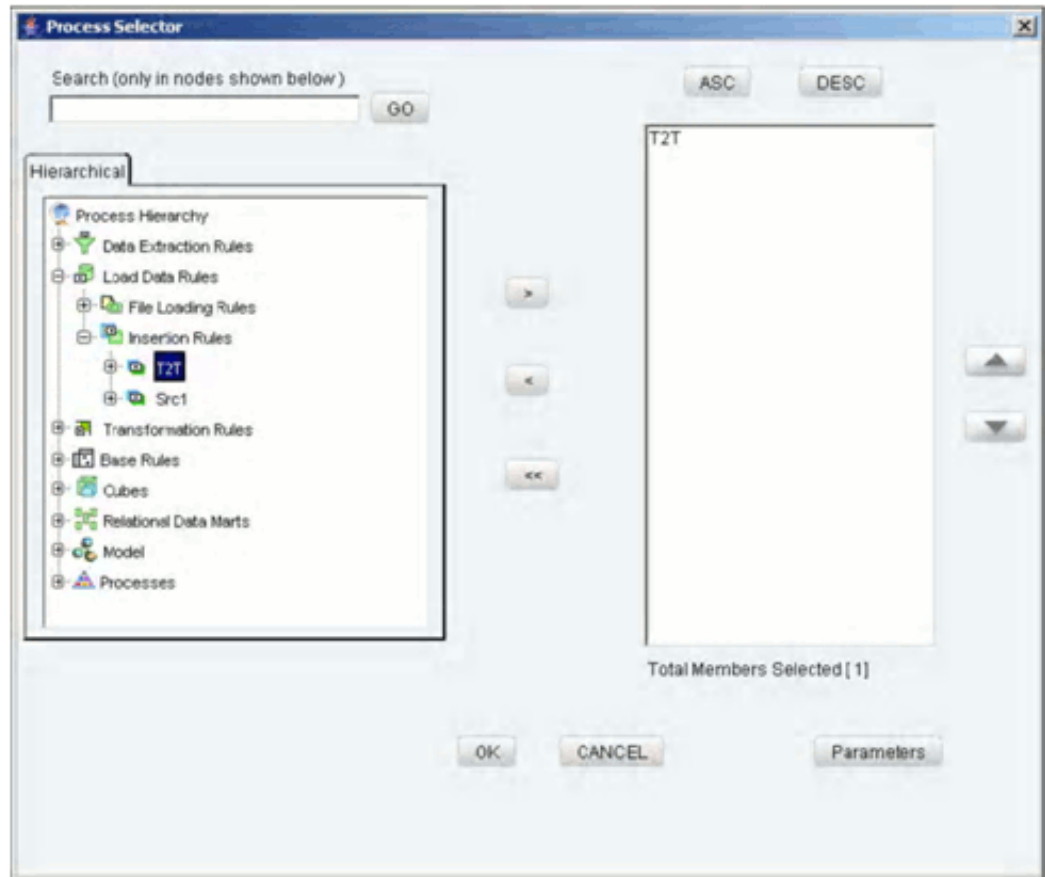 Process Selector
Search (only in nodes shown below )
GO
ASC
DESC
Hierarchical
Process Hierarchy
Data Extraction Rules
Load Data Rules
File Loading Rules
Insertion Rules
T2T
Src1
Transformation Rules
Base Rules
Cubes
Relational Data Marts
Model
Processes
>
<
<<
T2T
Total Members Selected [ 1]
OK
CANCEL
Parameters